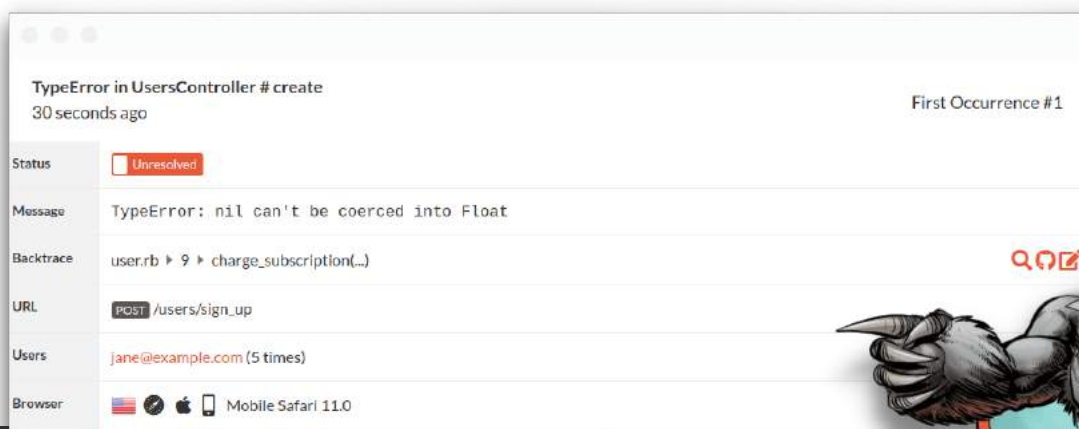 TypeError in UsersController # create
30 seconds ago
First Occurrence #1
Status
Unresolved
Message
TypeError: nil can't be coerced into Float
Backtrace
user.rb ▸ 9 ▸ charge_subscription(...)
URL
POST /users/sign_up
Users
jane@example.com (5 times)
Browser
Mobile Safari 11.0